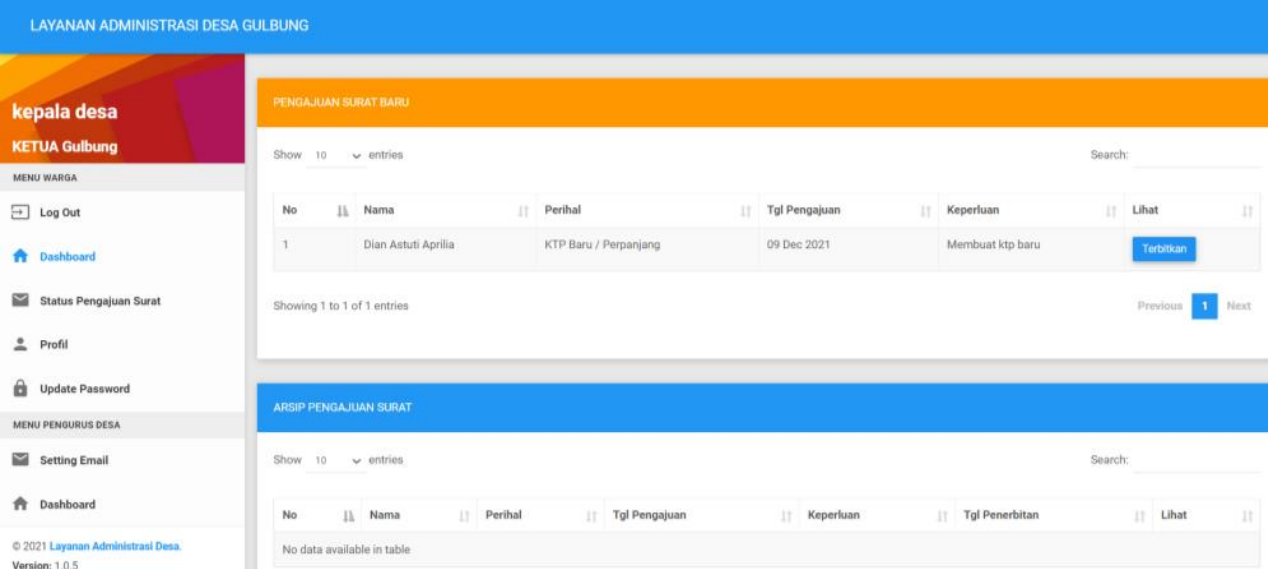 LAYANAN ADMINISTRASI DESA GULBUNG
kepala desa
KETUA Gulbung
MENU WARGA
Log Out
Dashboard
Status Pengajuan Surat
Profil
Update Password
MENU PENGURUS DESA
Setting Email
Dashboard
© 2021 Layanan Administrasi Desa.
Version: 1.0.5
PENGAJUAN SURAT BARU
Show 10 entries Search:
No Nama Perihal Tgl Pengajuan Keperluan Lihat
1 Dian Astuti Aprilia KTP Baru / Perpanjang 09 Dec 2021 Membuat ktp baru Terbitkan
Showing 1 to 1 of 1 entries Previous 1 Next
ARSIP PENGAJUAN SURAT
Show 10 entries Search:
No Nama Perihal Tgl Pengajuan Keperluan Tgl Penerbitan Lihat
No data available in table